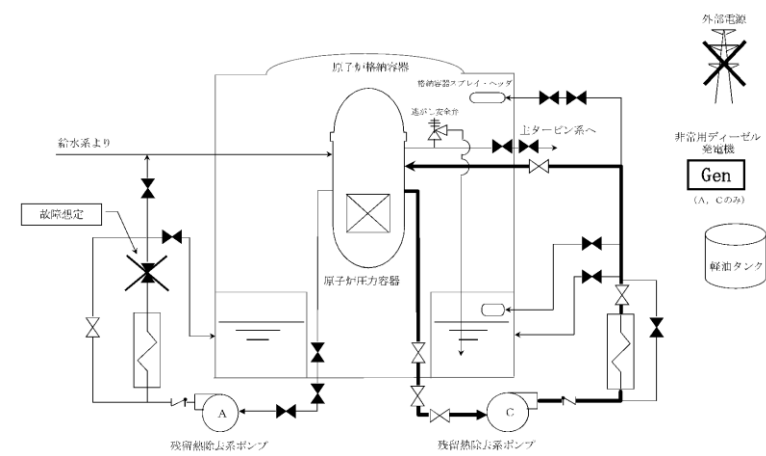 外部電源
原子炉格納容器
格納容器スプレイ・ヘッダ
逃がし安全弁
給水系より
主タービン系へ
非常用ディーゼル
発電機
Gen
(A, Cのみ)
故障想定
軽油タンク
原子炉圧力容器
A
C
残留熱除去系ポンプ
残留熱除去系ポンプ